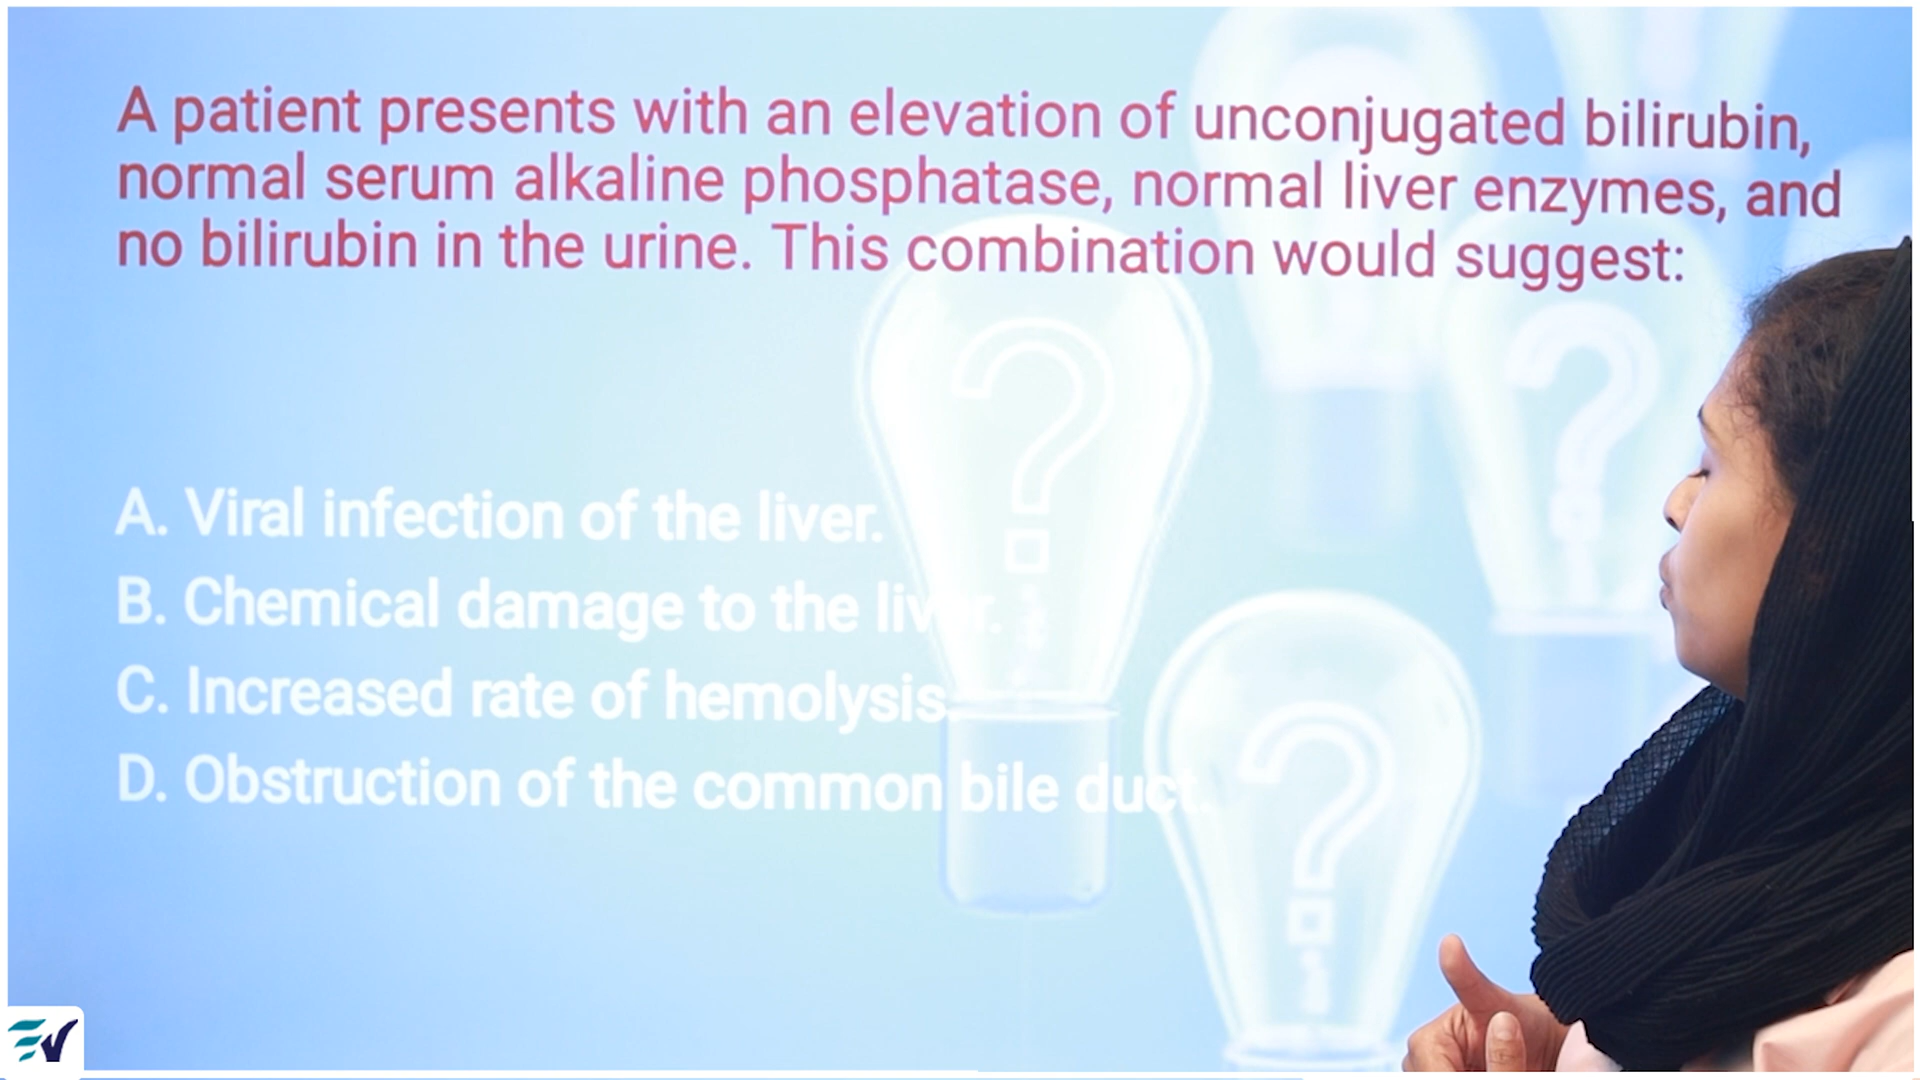 A patient presents with an elevation of unconjugated bilirubin,
normal serum alkaline phosphatase, normal liver enzymes, and
no bilirubin in the urine. This combination would suggest:
A. Viral infection of the liver.
B. Chemical damage to the liver.
C. Increased rate of hemolysis.
D. Obstruction of the common bile duct.